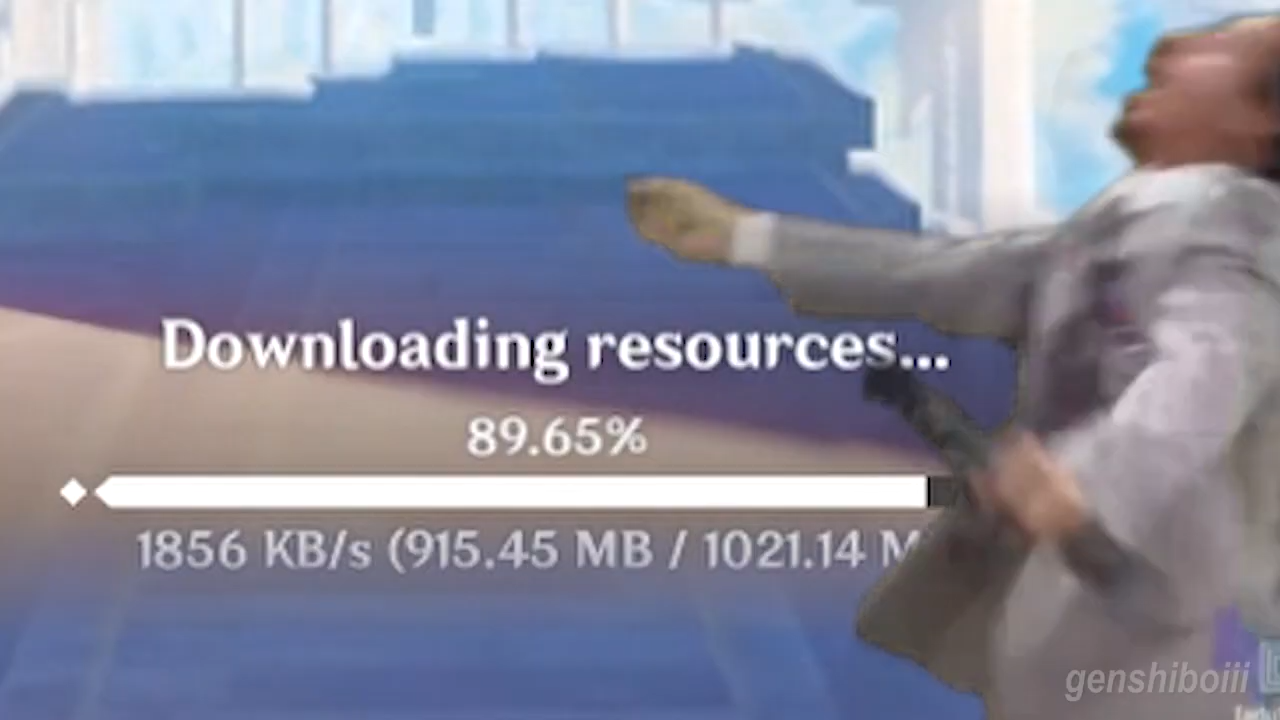 Downloading resources...
89.65%
1856 KB/s (915.45 MB / 1021.14 M
genshiboiii